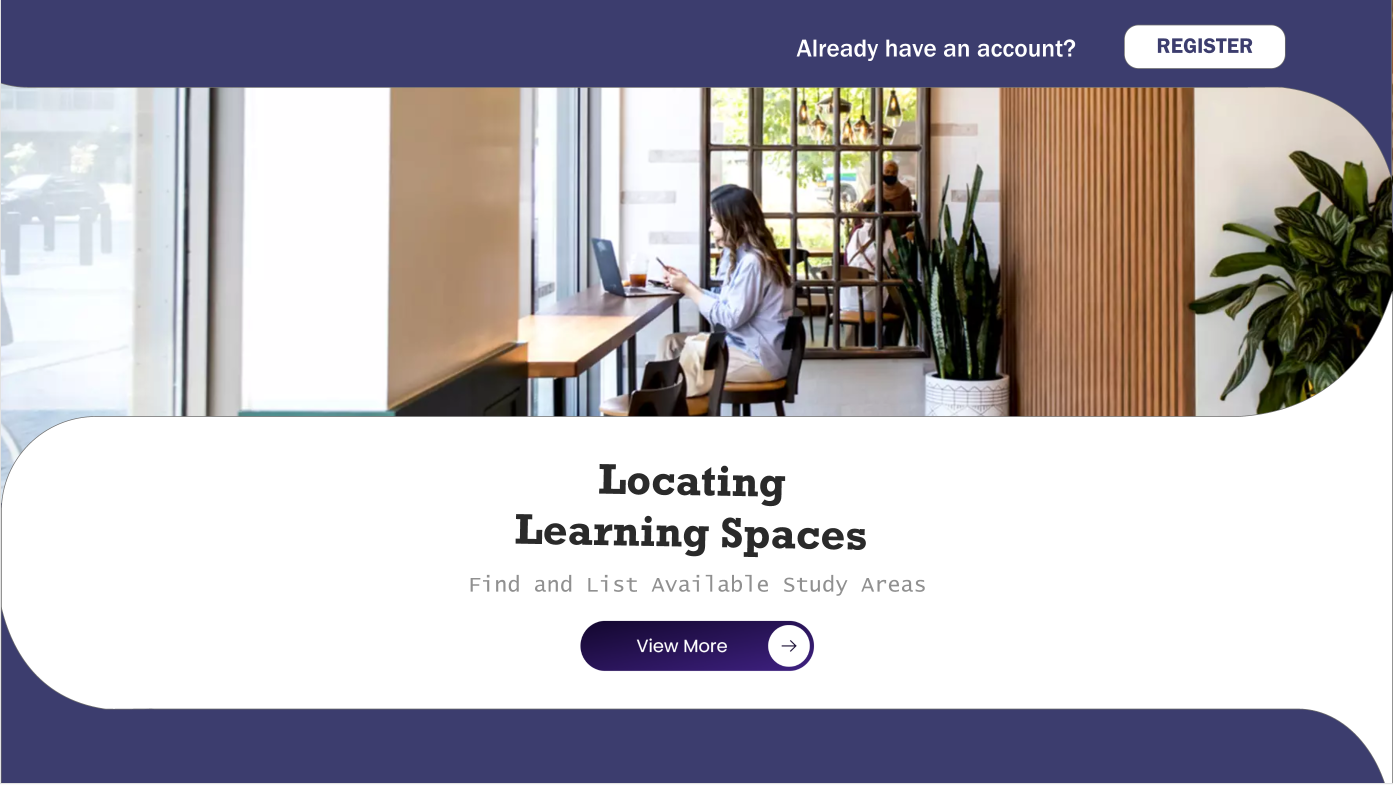 Already have an account?
REGISTER
Locating
Learning Spaces
Find and List Available Study Areas
View More